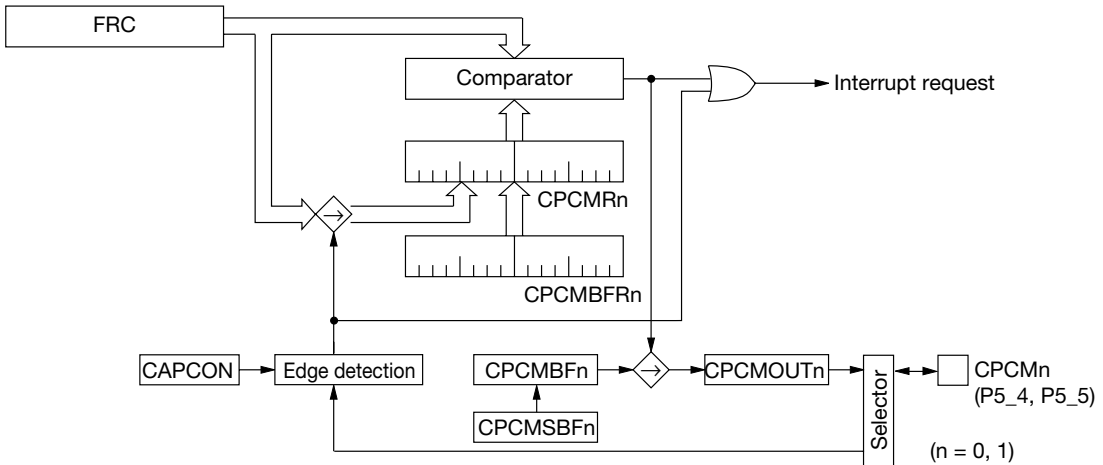 FRC
Comparator
Interrupt request
CPCMRn
CPCMBFRn
CAPCON
Edge detection
CPCMBFn
CPCMOUTn
Selector
CPCMn
(P5_4, P5_5)
CPCMSBFn
(n = 0, 1)